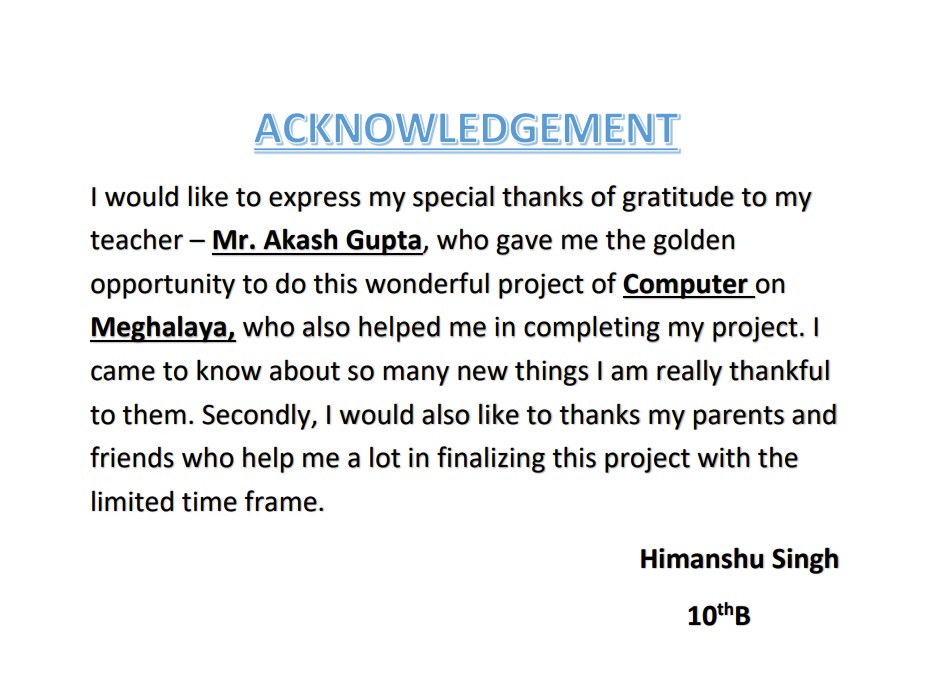 ACKNOWLEDGEMENT
I would like to express my special thanks of gratitude to my
teacher – Mr. Akash Gupta, who gave me the golden
opportunity to do this wonderful project of Computer on
Meghalaya, who also helped me in completing my project. I
came to know about so many new things I am really thankful
to them. Secondly, I would also like to thanks my parents and
friends who help me a lot in finalizing this project with the
limited time frame.
Himanshu Singh
10thB